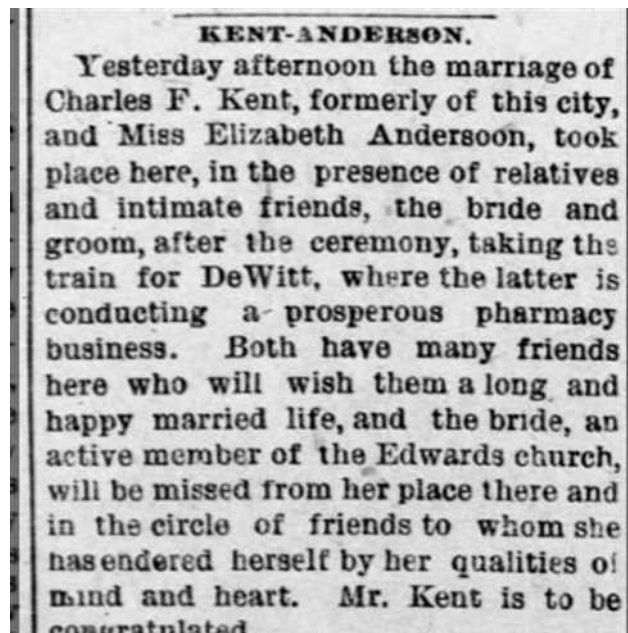 KENT-ANDERSON.
Yesterday afternoon the marriage of
Charles F. Kent, formerly of this city,
and Miss Elizabeth Andersoon, took
place here, in the presence of relatives
and intimate friends, the bride and
groom, after the ceremony, taking the
train for DeWitt, where the latter is
conducting a prosperous pharmacy
business. Both have many friends
here who will wish them a long and
happy married life, and the bride, an
active member of the Edwards church,
will be missed from her place there and
in the circle of friends to whom she
has endered herself by her qualities of
mind and heart. Mr. Kent is to be
congratulated